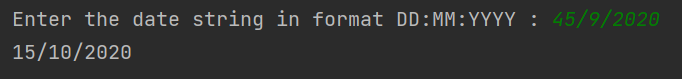 Enter the date string in format DD:MM:YYYY : 45/9/2020
15/10/2020